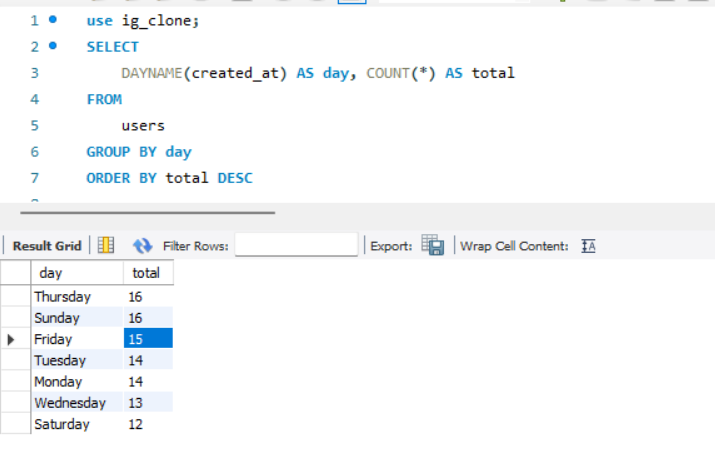 1 use ig_clone;
2 SELECT
3 DAYNAME(created_at) AS day, COUNT(*) AS total
4 FROM
5 users
6 GROUP BY day
7 ORDER BY total DESC
Result Grid Filter Rows: Export: Wrap Cell Content:
day total
Thursday 16
Sunday 16
Friday 15
Tuesday 14
Monday 14
Wednesday 13
Saturday 12